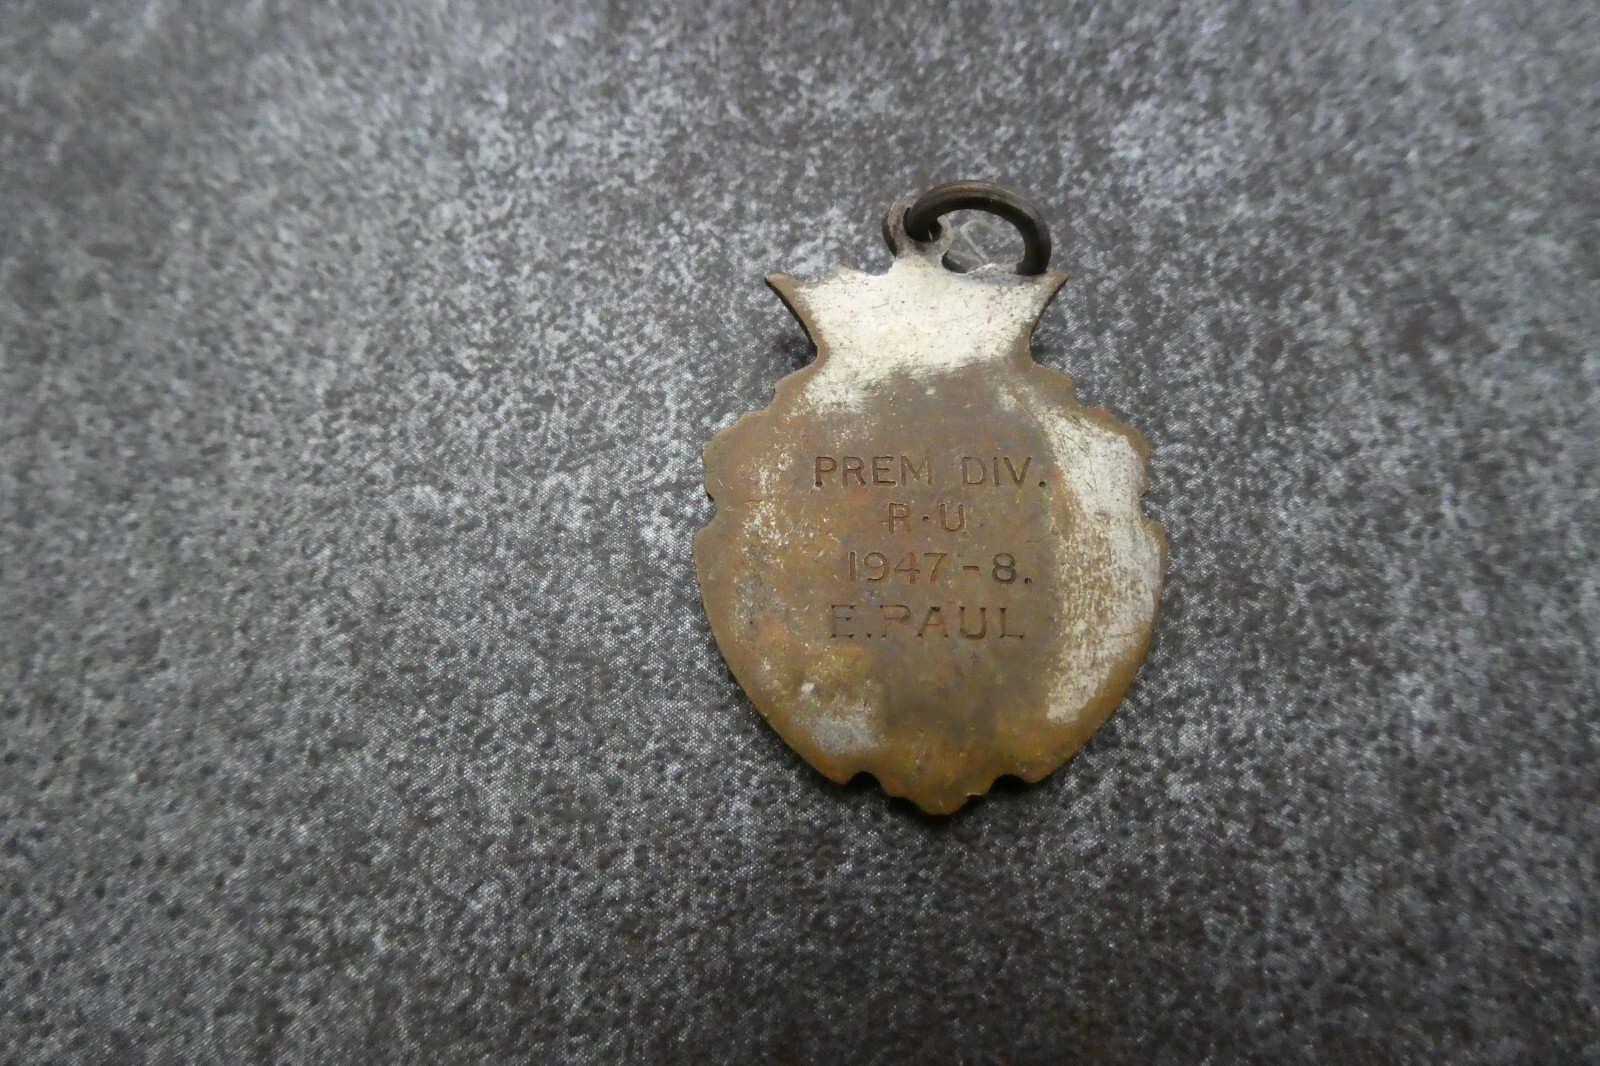 PREM DIV.
R·U
1947-8.
E.PAUL